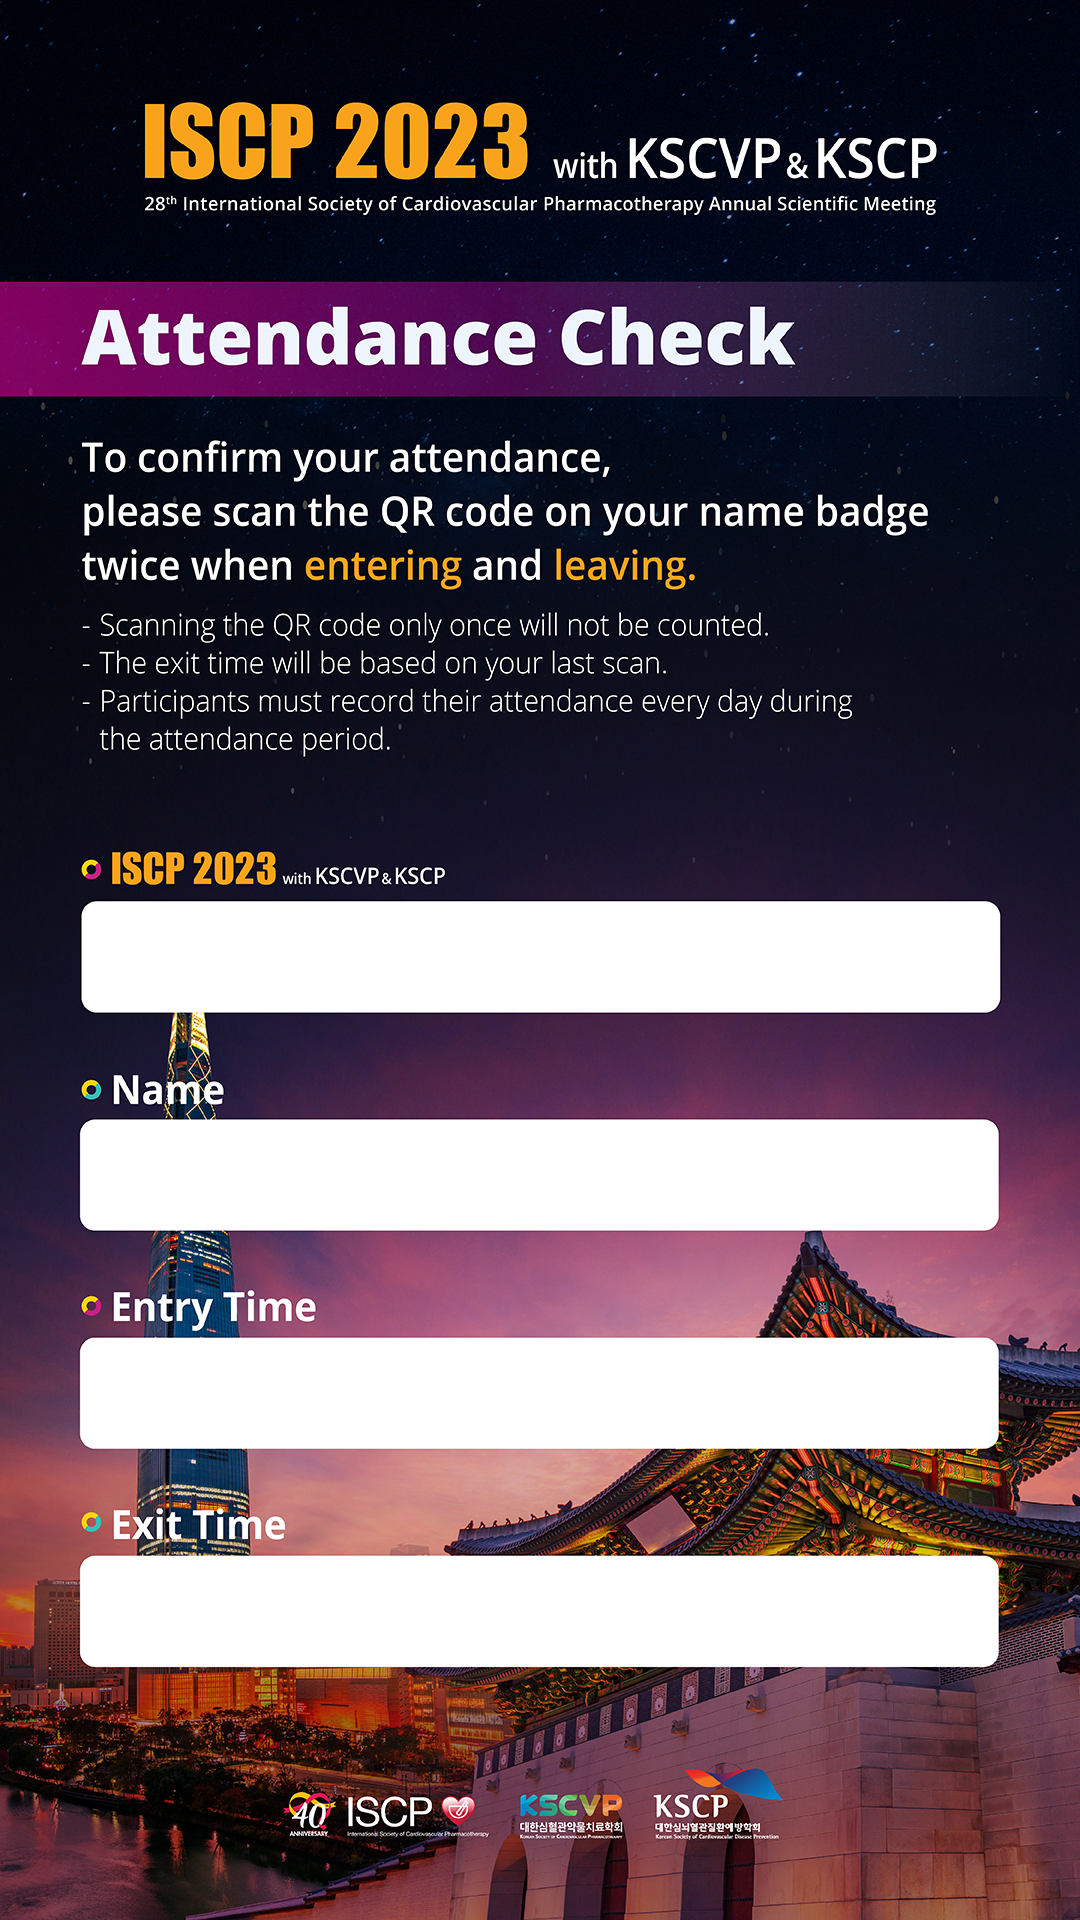 ISCP 2023 with KSCVP & KSCP
28th International Society of Cardiovascular Pharmacotherapy Annual Scientific Meeting
Attendance Check
To confirm your attendance,
please scan the QR code on your name badge
twice when entering and leaving.
- Scanning the QR code only once will not be counted.
- The exit time will be based on your last scan.
- Participants must record their attendance every day during
the attendance period.
ISCP 2023 with KSCVP & KSCP
Name
Entry Time
Exit Time
40 ANNIVERSARY
ISCP
International Society of Cardiovascular Pharmacotherapy
KSCVP
대한심혈관약물치료학회
KOREAN SOCIETY OF CARDIOVASCULAR PHARMACOTHERAPY
KSCP
대한심뇌혈관질환예방학회
Korean Society of Cardiovascular Disease Prevention